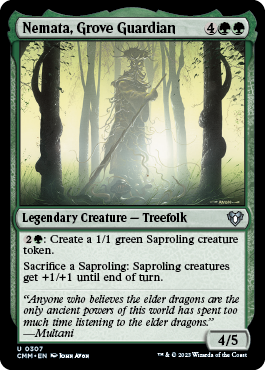 Nemata, Grove Guardian 4
Legendary Creature — Treefolk
2: Create a 1/1 green Saproling creature
token.
Sacrifice a Saproling: Saproling creatures
get +1/+1 until end of turn.
“Anyone who believes the elder dragons are the
only ancient powers of this world has spent too
much time listening to the elder dragons.”
—Multani
4/5
U 0307
CMM • EN John Avon
™ & © 2023 Wizards of the Coast